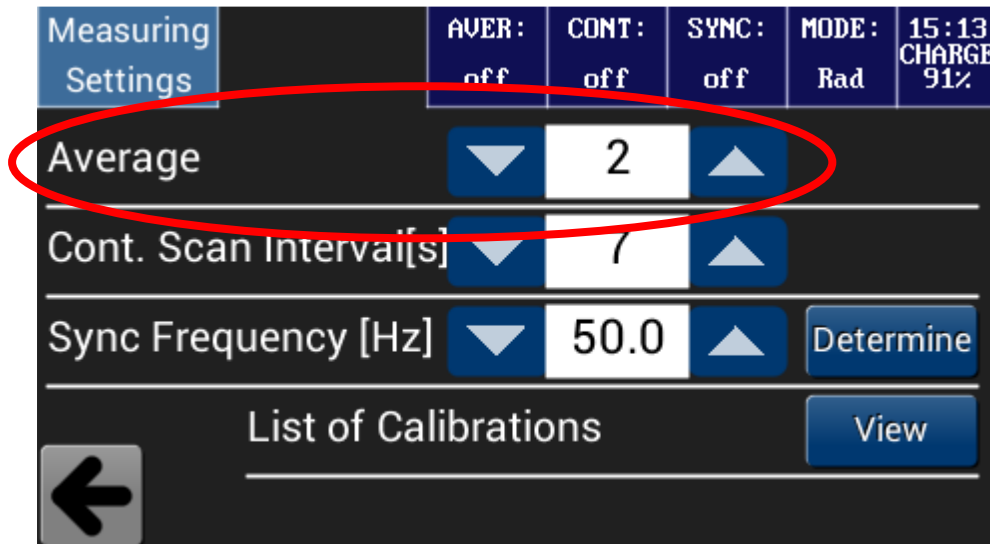 Measuring AVER: CONT: SYNC: MODE: 15:13
CHARGE
Settings off off off Rad 91%
Average 2
Cont. Scan Interval[s] 7
Sync Frequency [Hz] 50.0 Determine
List of Calibrations View